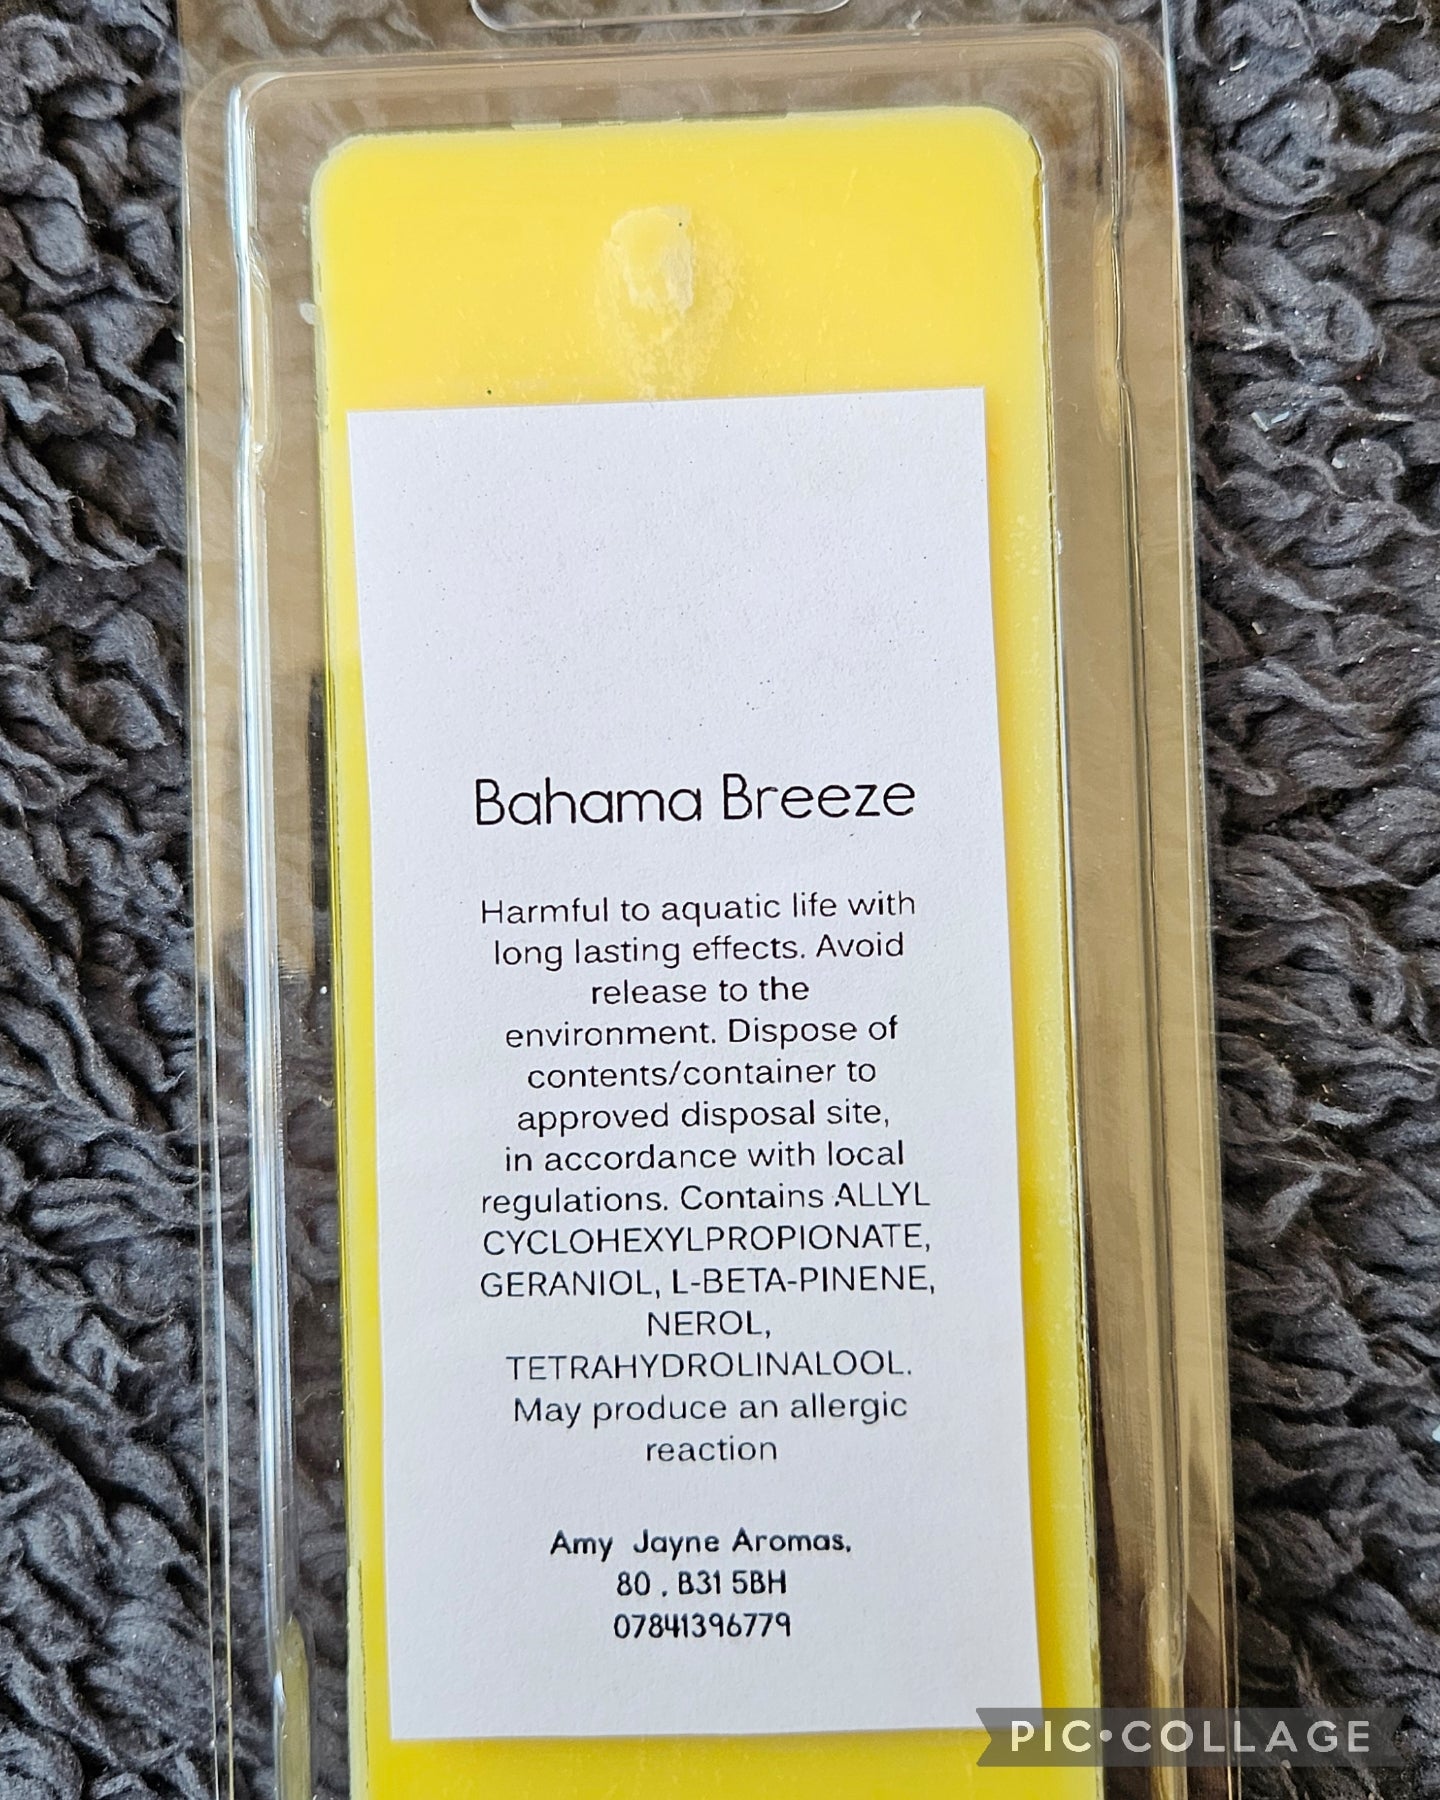 Bahama Breeze
Harmful to aquatic life with
long lasting effects. Avoid
release to the
environment. Dispose of
contents/container to
approved disposal site,
in accordance with local
regulations. Contains ALLYL
CYCLOHEXYLPROPIONATE,
GERANIOL, L-BETA-PINENE,
NEROL,
TETRAHYDROLINALOOL.
May produce an allergic
reaction
Amy Jayne Aromas,
80 . B31 5BH
07841396779
PIC•COLLAGE